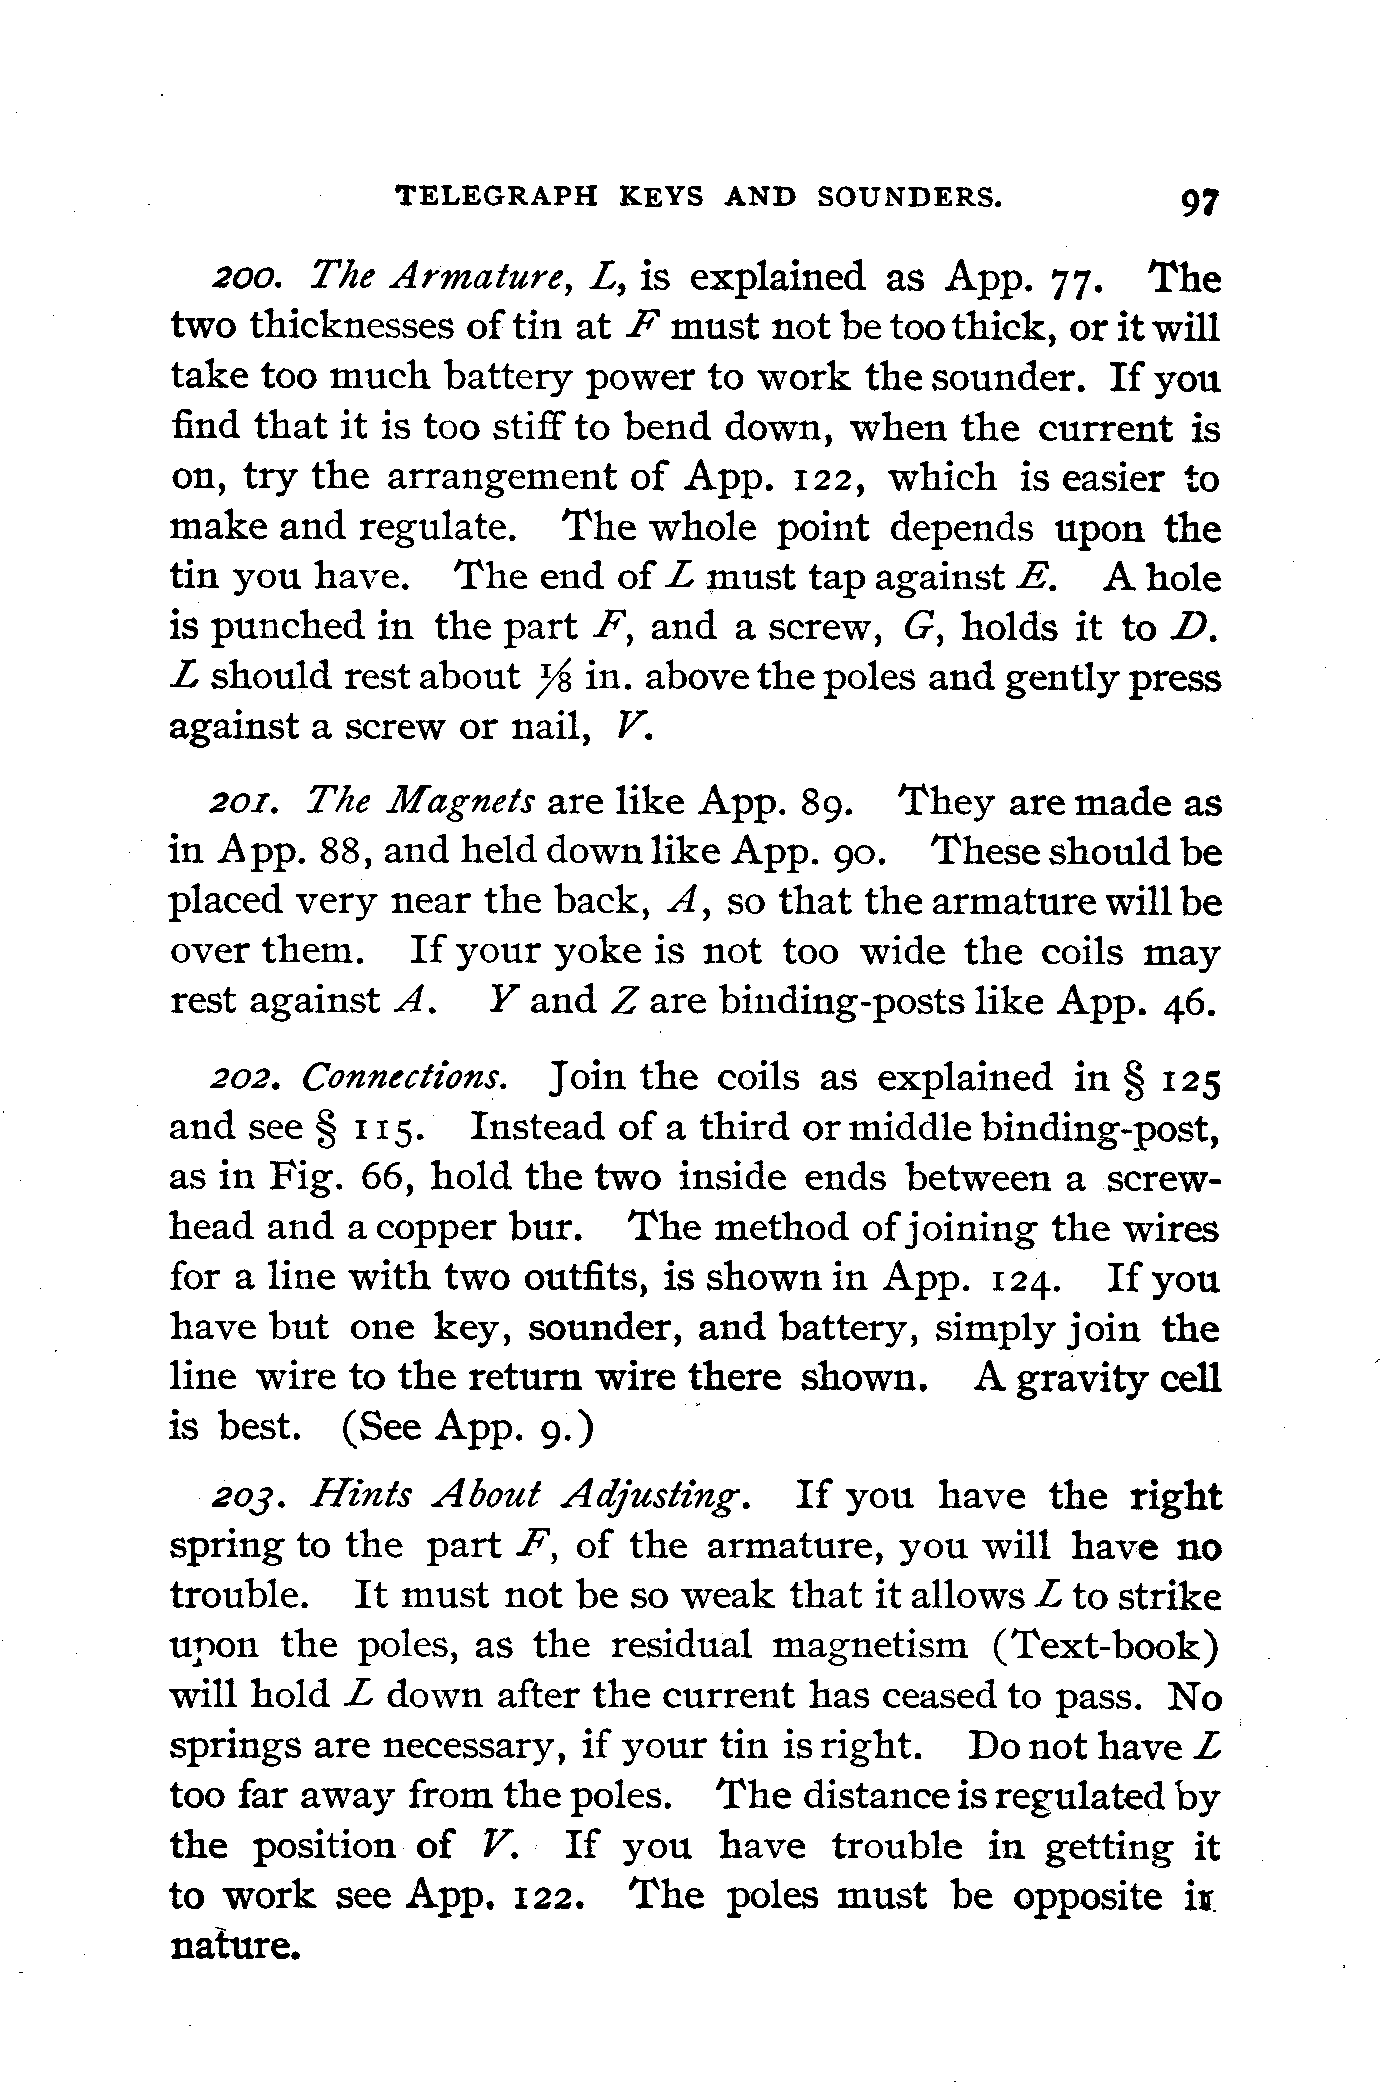 TELEGRAPH KEYS AND SOUNDERS. 97
200. The Armature, L, is explained as App. 77. The
two thicknesses of tin at F must not be too thick, or it will
take too much battery power to work the sounder. If you
find that it is too stiff to bend down, when the current is
on, try the arrangement of App. 122, which is easier to
make and regulate. The whole point depends upon the
tin you have. The end of L must tap against E. A hole
is punched in the part F, and a screw, G, holds it to D.
L should rest about ⅛ in. above the poles and gently press
against a screw or nail, V.
201. The Magnets are like App. 89. They are made as
in App. 88, and held down like App. 90. These should be
placed very near the back, A, so that the armature will be
over them. If your yoke is not too wide the coils may
rest against A. Y and Z are binding-posts like App. 46.
202. Connections. Join the coils as explained in § 125
and see § 115. Instead of a third or middle binding-post,
as in Fig. 66, hold the two inside ends between a screw-
head and a copper bur. The method of joining the wires
for a line with two outfits, is shown in App. 124. If you
have but one key, sounder, and battery, simply join the
line wire to the return wire there shown. A gravity cell
is best. (See App. 9.)
203. Hints About Adjusting. If you have the right
spring to the part F, of the armature, you will have no
trouble. It must not be so weak that it allows L to strike
upon the poles, as the residual magnetism (Text-book)
will hold L down after the current has ceased to pass. No
springs are necessary, if your tin is right. Do not have L
too far away from the poles. The distance is regulated by
the position of V. If you have trouble in getting it
to work see App. 122. The poles must be opposite in
nature.